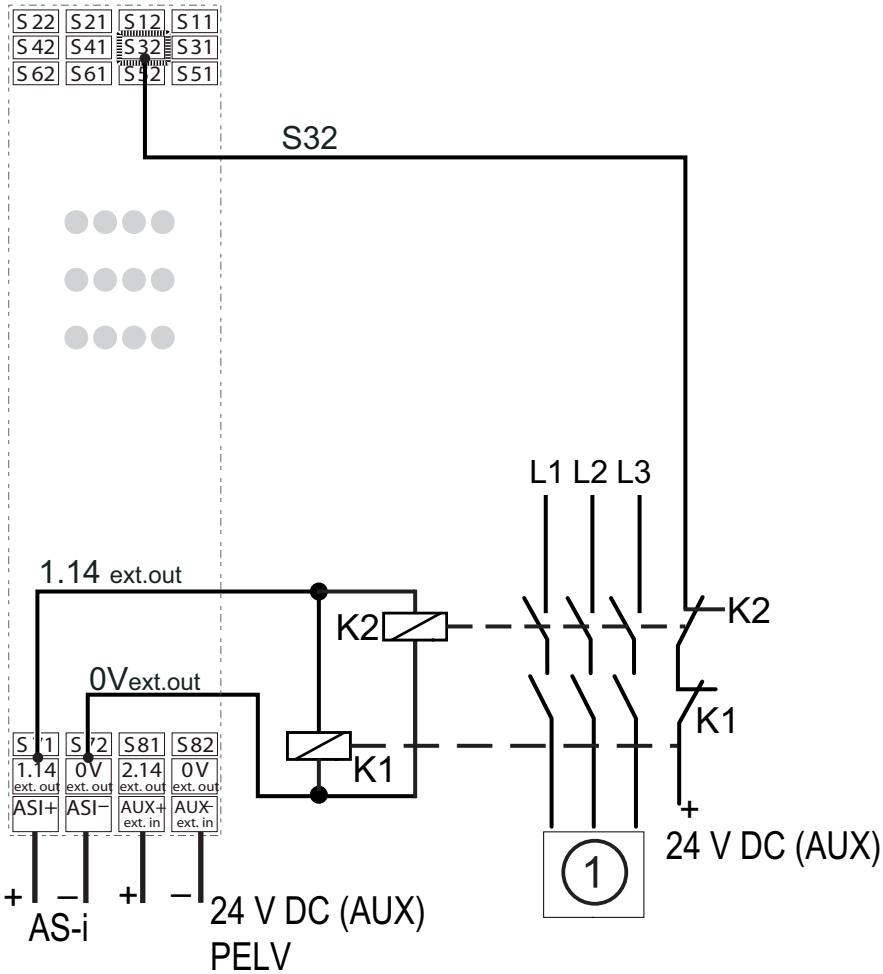 S22 S21 S12 S11
S42 S41 S32 S31
S62 S61 S52 S51
S32
L1 L2 L3
1.14 ext.out
K2
K2
0Vext.out
K1
K1
S71 S72 S81 S82
1.14 0V 2.14 0V
ext. out ext. out ext. out ext. out
ASI+ ASI– AUX+ AUX–
ext. in ext. in
+
24 V DC (AUX)
1
+ – + –
AS-i
24 V DC (AUX)
PELV